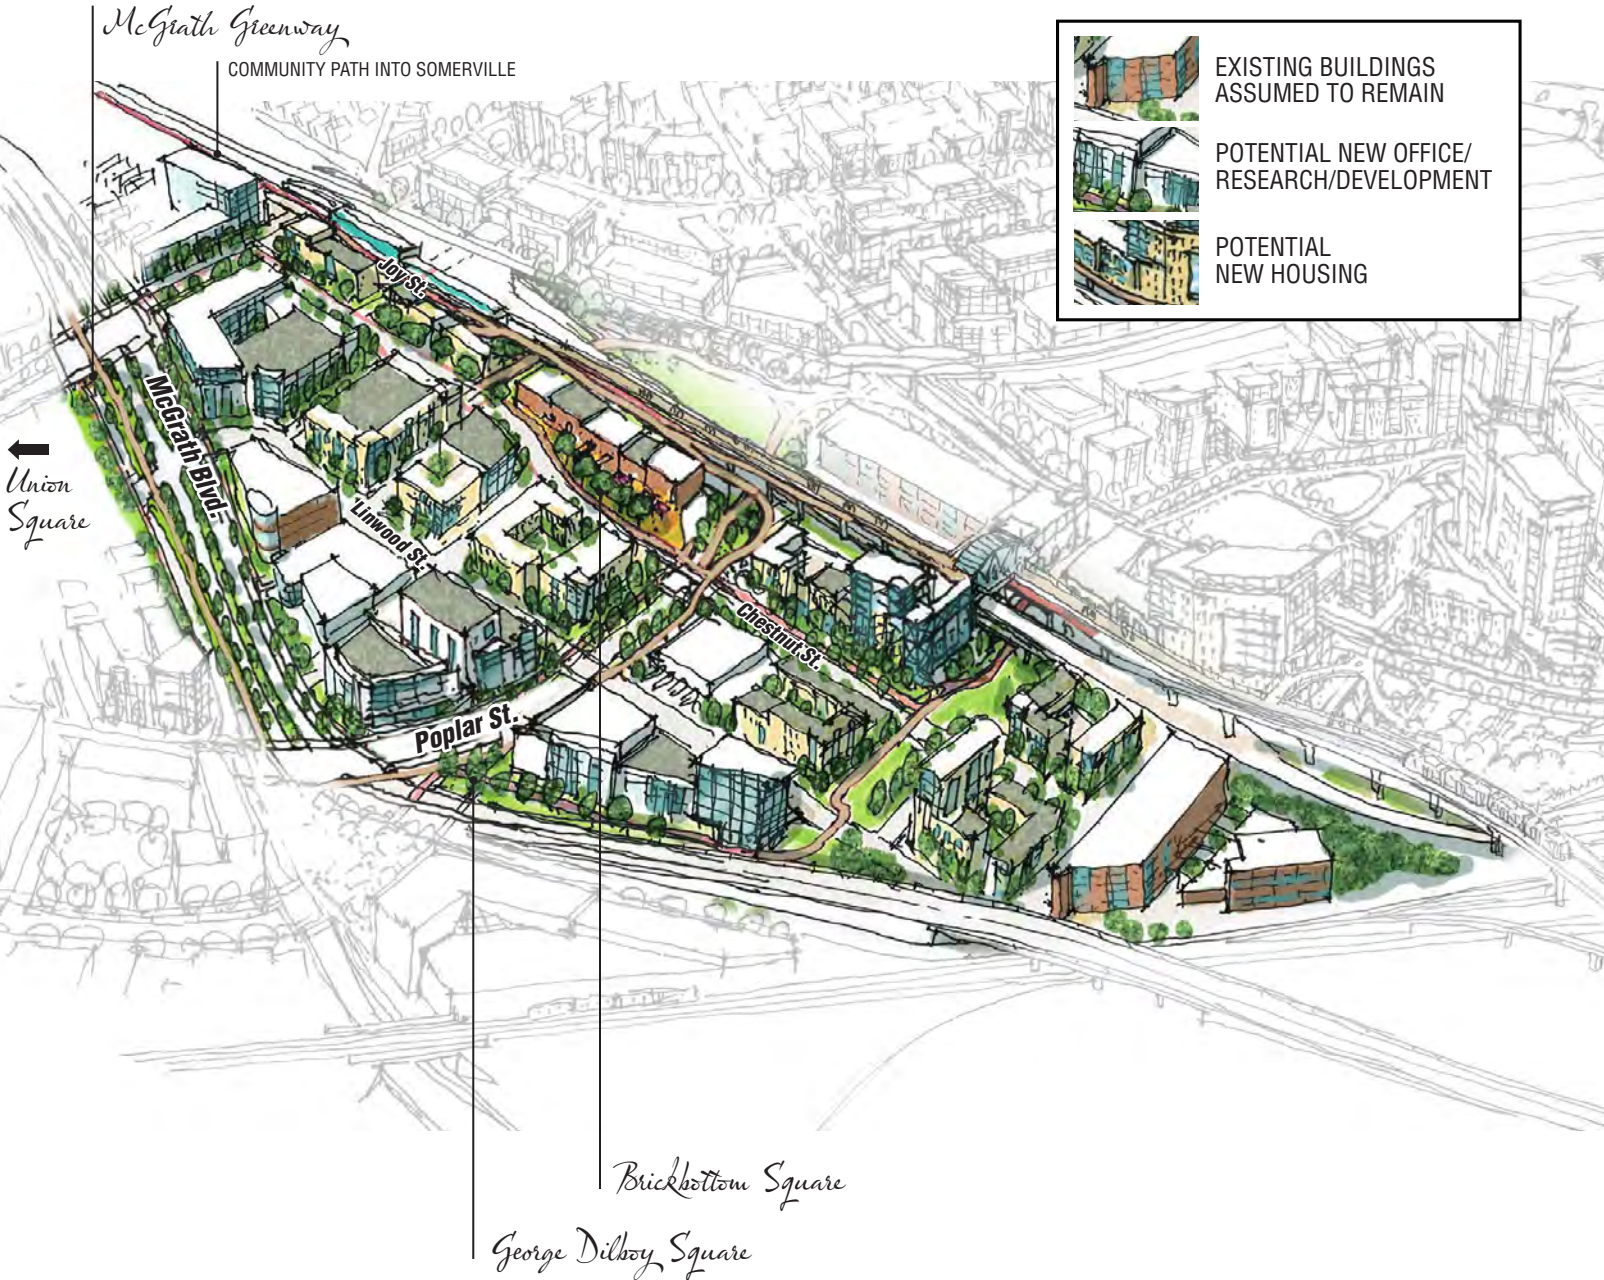 McGrath Greenway
COMMUNITY PATH INTO SOMERVILLE
EXISTING BUILDINGS
ASSUMED TO REMAIN
POTENTIAL NEW OFFICE/
RESEARCH/DEVELOPMENT
POTENTIAL
NEW HOUSING
Joy St.
McGrath Blvd.
Union
Square
Linwood St.
Chestnut St.
Poplar St.
Brickbottom Square
George Dilboy Square